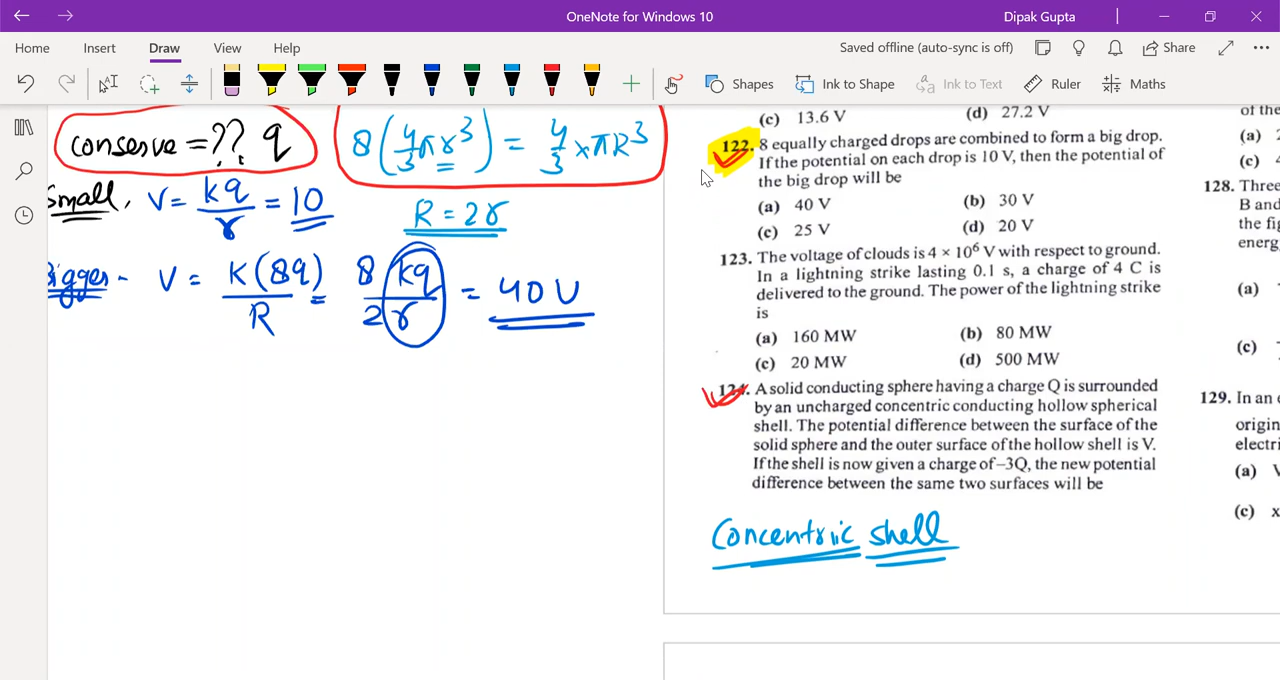 OneNote for Windows 10
Dipak Gupta
Home Insert Draw View Help
Saved offline (auto-sync is off)
Share
Ink to Shape
Shapes
Ink to Text
Ruler
Maths
conserve = ?? q
8(4/3 πr³) = 4/3 × πR³
Small, V = kq/r = 10
R = 2r
Bigger - V = K(8q)/R = 8kq/2r = 40V
(c) 13.6 V (d) 27.2 V
122. 8 equally charged drops are combined to form a big drop.
If the potential on each drop is 10 V, then the potential of
the big drop will be
(a) 40 V (b) 30 V
(c) 25 V (d) 20 V
123. The voltage of clouds is 4 × 10⁶ V with respect to ground.
In a lightning strike lasting 0.1 s, a charge of 4 C is
delivered to the ground. The power of the lightning strike
is
(a) 160 MW (b) 80 MW
(c) 20 MW (d) 500 MW
124. A solid conducting sphere having a charge Q is surrounded
by an uncharged concentric conducting hollow spherical
shell. The potential difference between the surface of the
solid sphere and the outer surface of the hollow shell is V.
If the shell is now given a charge of –3Q, the new potential
difference between the same two surfaces will be
Concentric shell
of the
(a)
(c)
128. Three
B and
the fig
energ
(a)
(c)
129. In an
origin
electri
(a)
(c) x